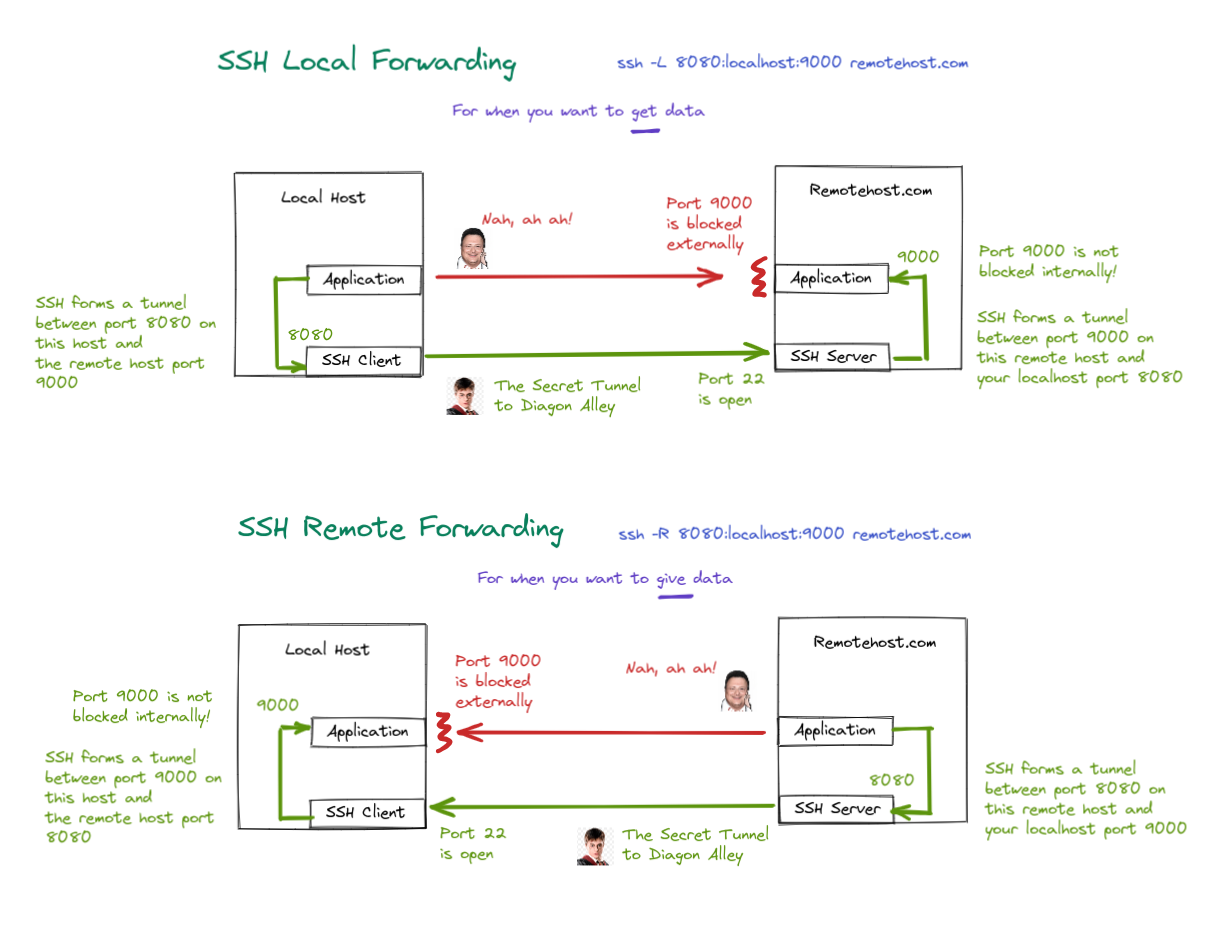 SSH Local Forwarding
ssh -L 8080:localhost:9000 remotehost.com
For when you want to get data
Local Host
Remotehost.com
Nah, ah ah!
Port 9000
is blocked
externally
9000
Port 9000 is not
blocked internally!
Application
Application
SSH forms a tunnel
between port 8080 on
this host and
the remote host port
9000
8080
SSH Client
SSH Server
SSH forms a tunnel
between port 9000 on
this remote host and
your localhost port 8080
The Secret Tunnel
to Diagon Alley
Port 22
is open
SSH Remote Forwarding
ssh -R 8080:localhost:9000 remotehost.com
For when you want to give data
Local Host
Remotehost.com
Port 9000
is blocked
externally
Nah, ah ah!
Port 9000 is not
blocked internally!
9000
Application
Application
SSH forms a tunnel
between port 9000 on
this host and
the remote host port
8080
8080
SSH Client
SSH Server
SSH forms a tunnel
between port 8080 on
this remote host and
your localhost port 9000
Port 22
is open
The Secret Tunnel
to Diagon Alley